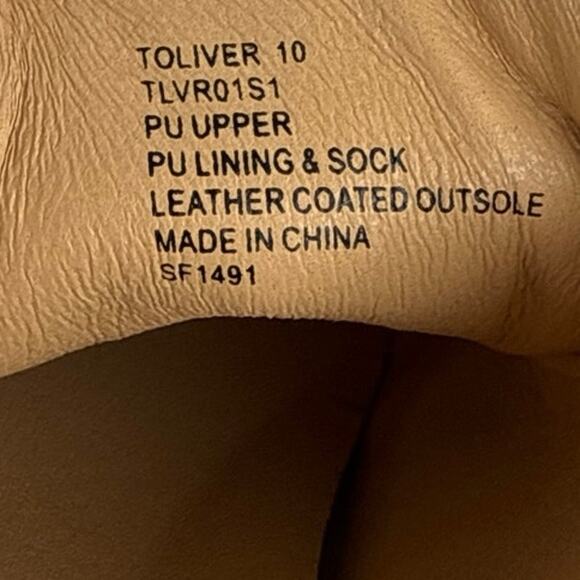 TOLIVER 10
TLVR01S1
PU UPPER
PU LINING & SOCK
LEATHER COATED OUTSOLE
MADE IN CHINA
SF1491